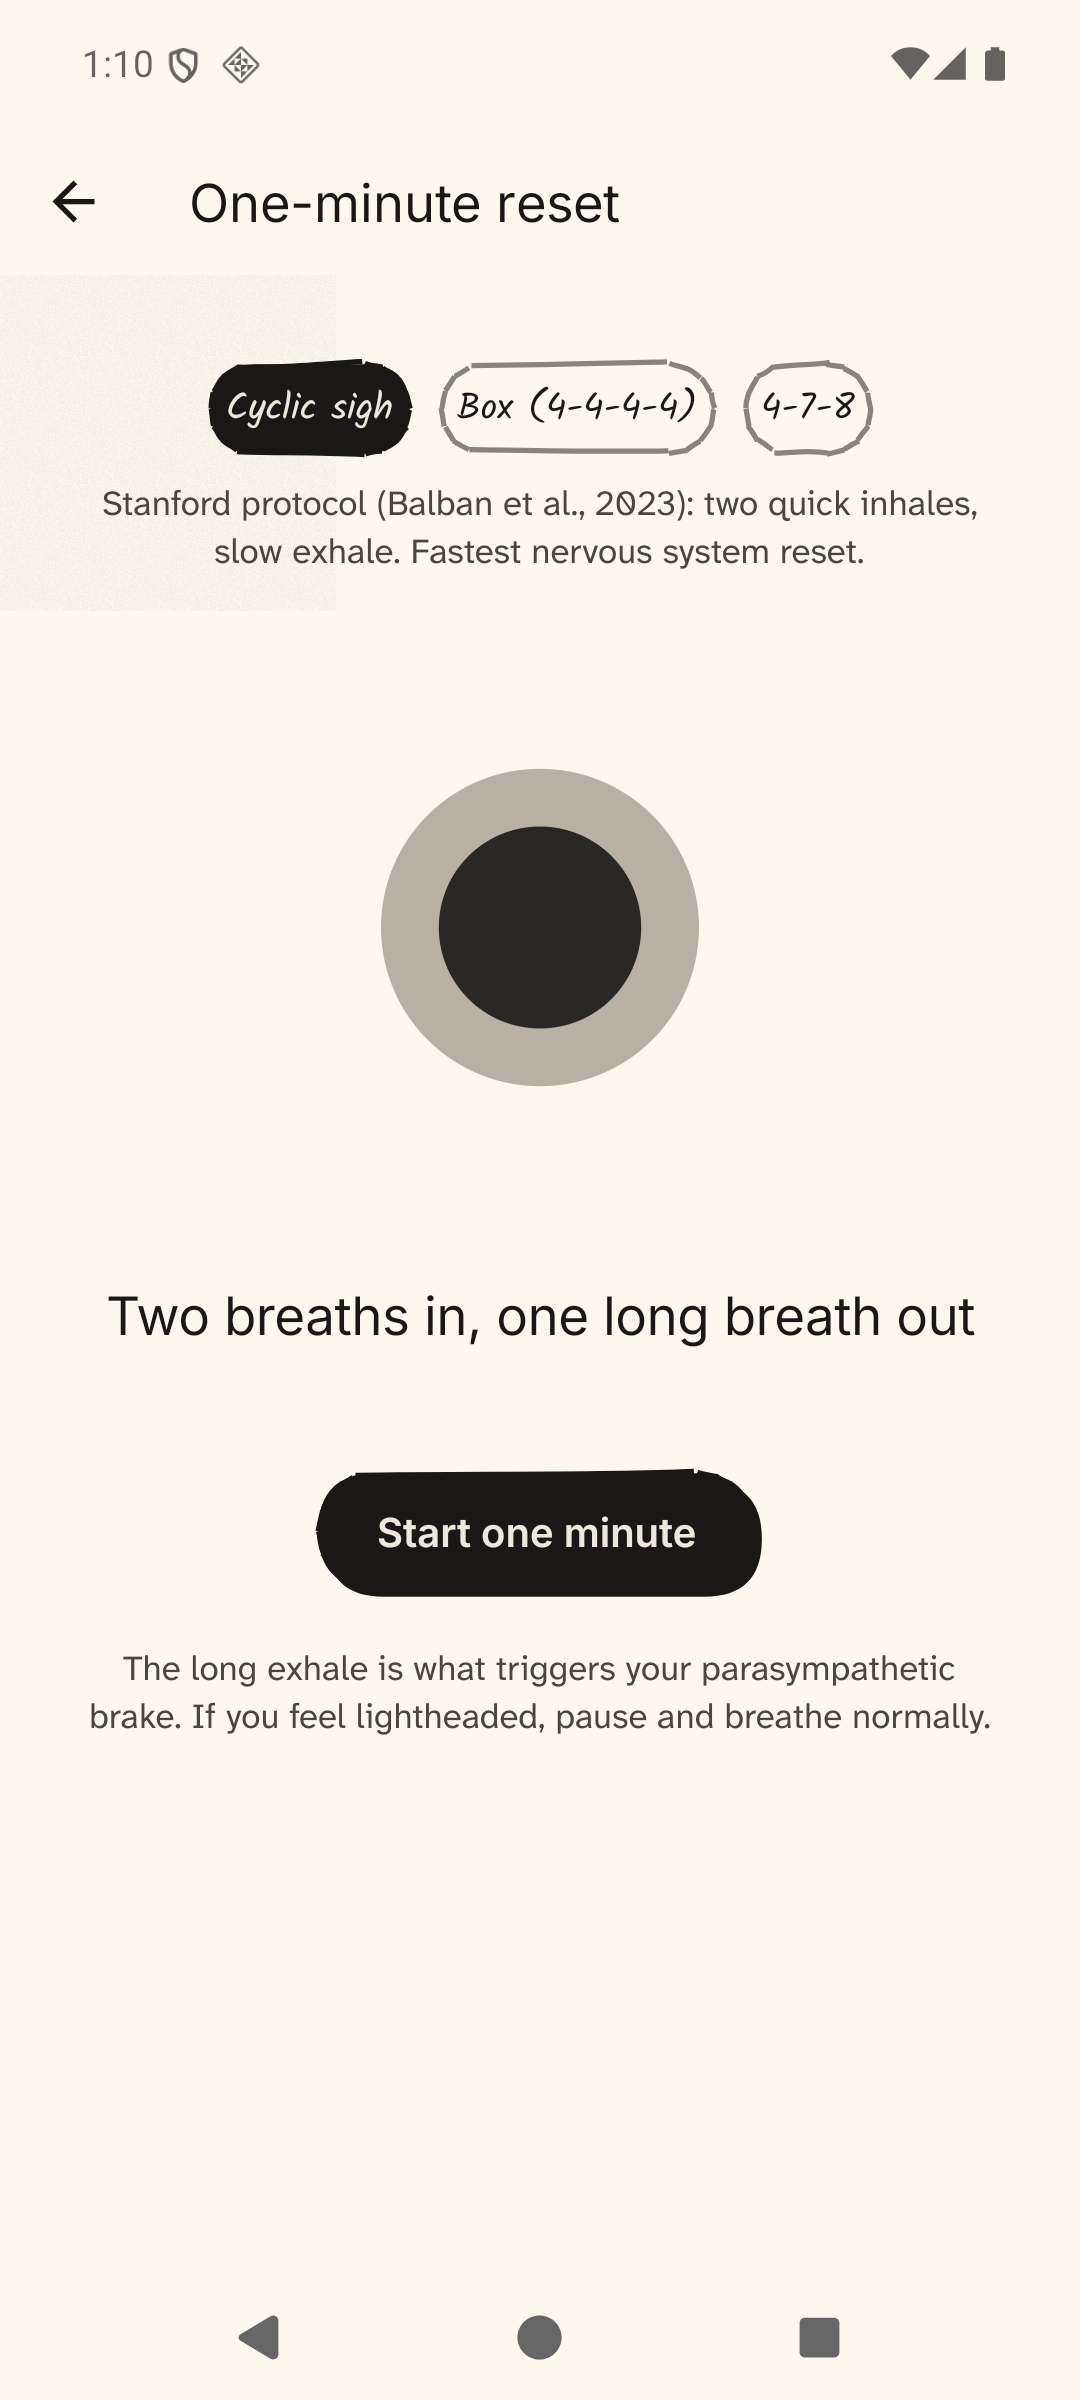 1:10
One-minute reset
Cyclic sigh
Box (4-4-4-4)
4-7-8
Stanford protocol (Balban et al., 2023): two quick inhales,
slow exhale. Fastest nervous system reset.
Two breaths in, one long breath out
Start one minute
The long exhale is what triggers your parasympathetic
brake. If you feel lightheaded, pause and breathe normally.